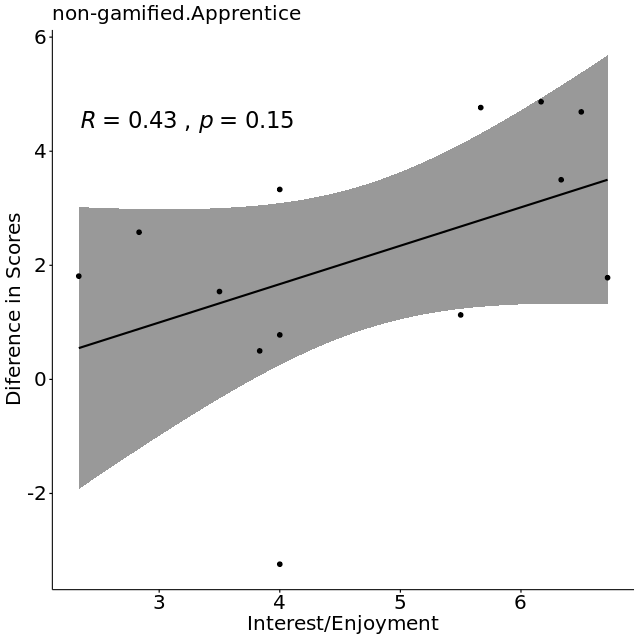 non-gamified.Apprentice
6
R = 0.43 , p = 0.15
4
2
0
-2
Diference in Scores
3 4 5 6
Interest/Enjoyment